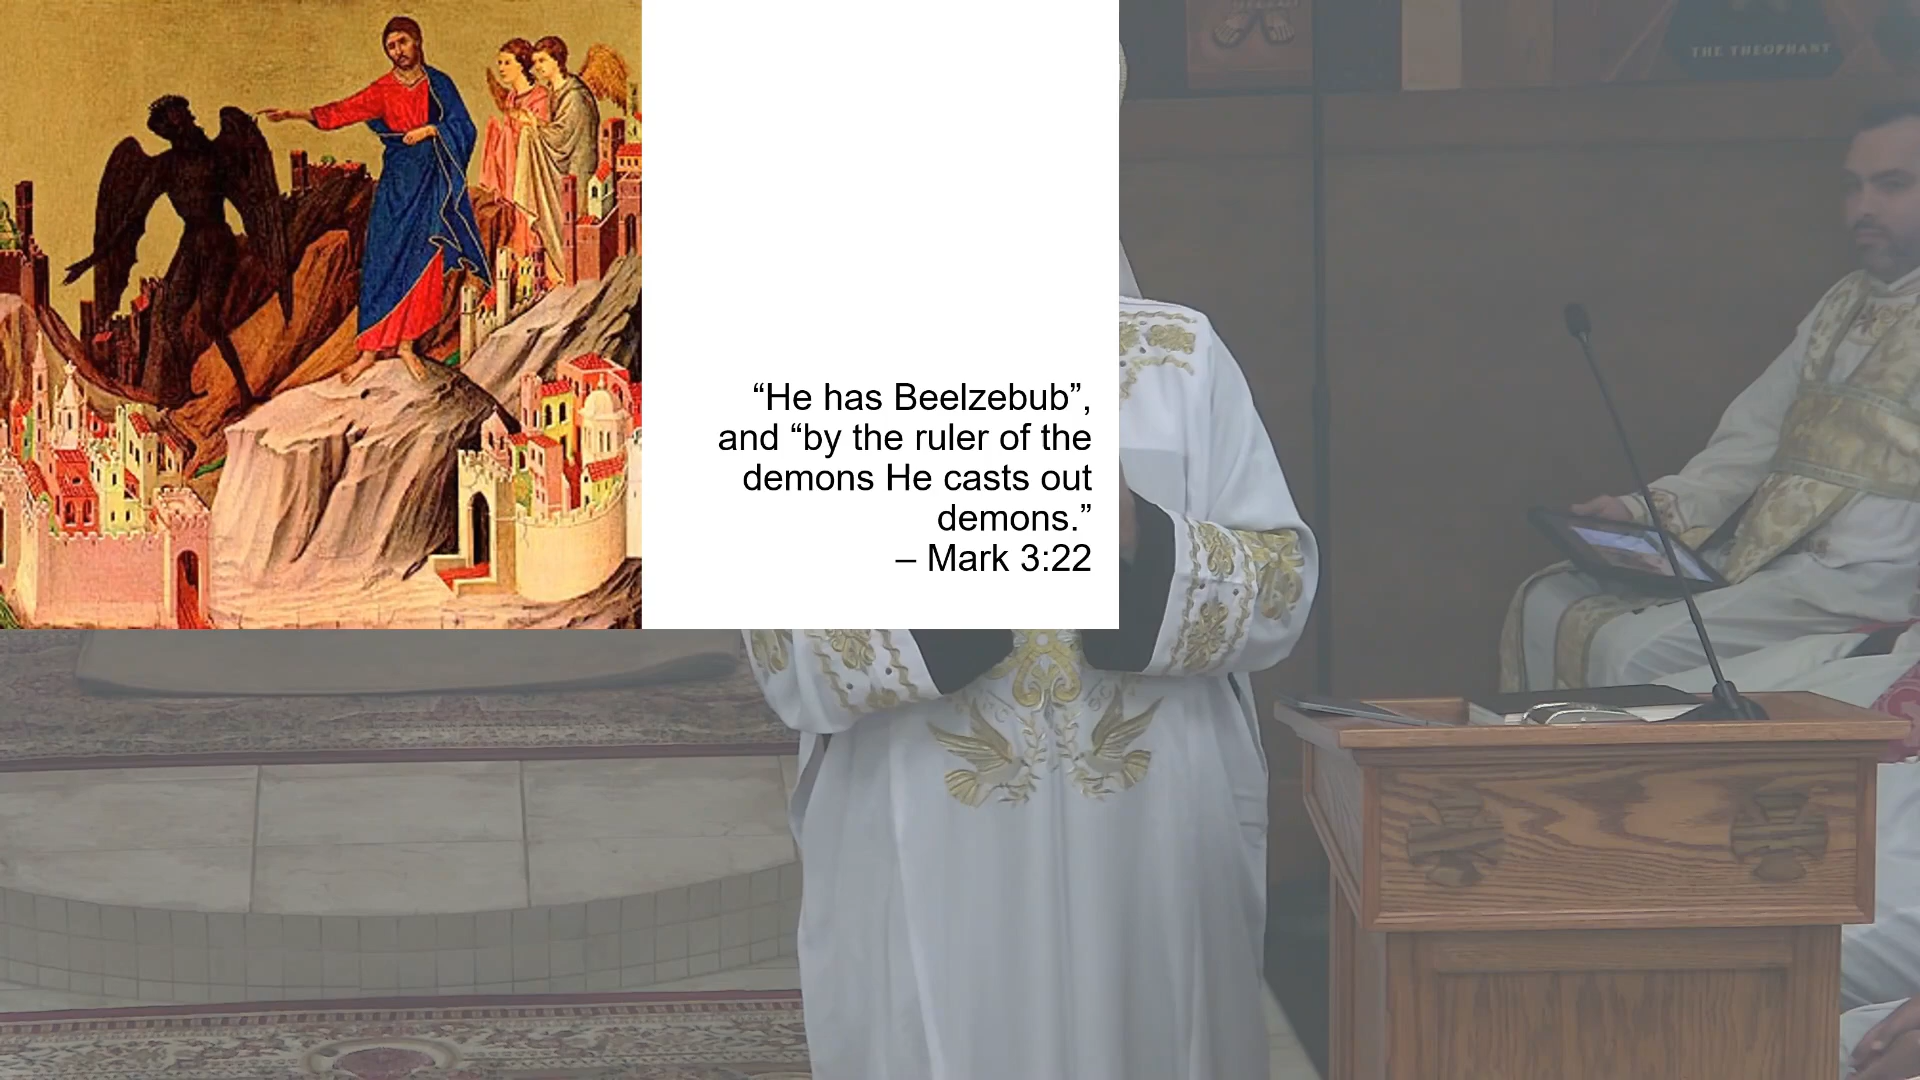 THE THEOPHANY
“He has Beelzebub”,
and “by the ruler of the
demons He casts out
demons.”
– Mark 3:22